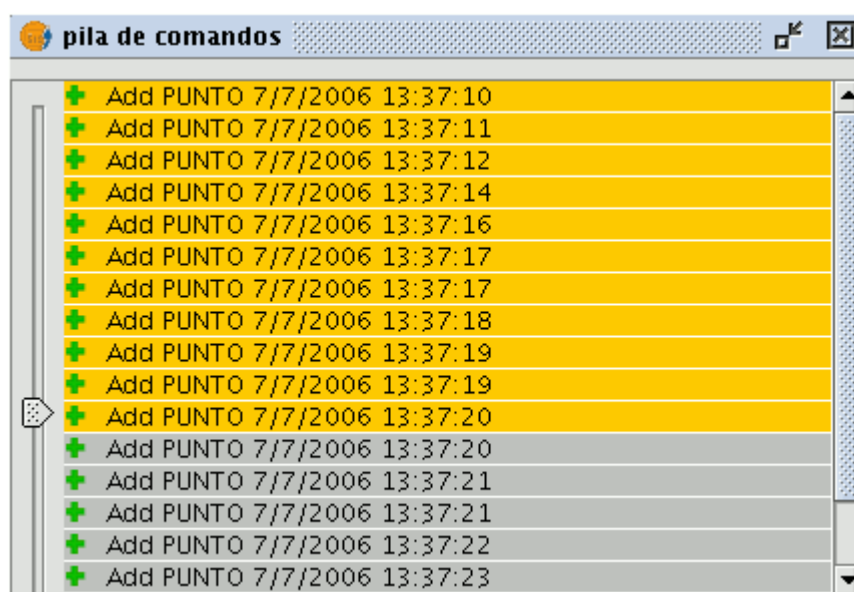 pila de comandos
Add PUNTO 7/7/2006 13:37:10
Add PUNTO 7/7/2006 13:37:11
Add PUNTO 7/7/2006 13:37:12
Add PUNTO 7/7/2006 13:37:14
Add PUNTO 7/7/2006 13:37:16
Add PUNTO 7/7/2006 13:37:17
Add PUNTO 7/7/2006 13:37:17
Add PUNTO 7/7/2006 13:37:18
Add PUNTO 7/7/2006 13:37:19
Add PUNTO 7/7/2006 13:37:19
Add PUNTO 7/7/2006 13:37:20
Add PUNTO 7/7/2006 13:37:20
Add PUNTO 7/7/2006 13:37:21
Add PUNTO 7/7/2006 13:37:21
Add PUNTO 7/7/2006 13:37:22
Add PUNTO 7/7/2006 13:37:23